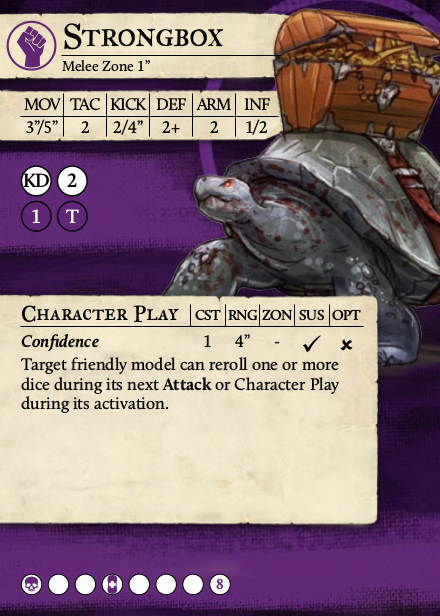 STRONGBOX
Melee Zone 1”
MOV TAC KICK DEF ARM INF
3”/5” 2 2/4” 2+ 2 1/2
KD 2
1 T
CHARACTER PLAY CST RNG ZON SUS OPT
Confidence 1 4” - ✓ ✘
Target friendly model can reroll one or more
dice during its next Attack or Character Play
during its activation.
8